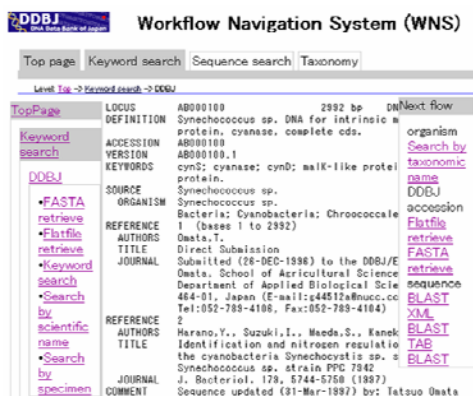 DDBJ
DNA Data Bank of Japan
Workflow Navigation System (WNS)
Top page Keyword search Sequence search Taxonomy
Level: Top -> Keyword search -> DDBJ
TopPage
Keyword
search
DDBJ
•FASTA
retrieve
•Flatfile
retrieve
•Keyword
search
•Search
by
scientific
name
•Search
by
specimen
LOCUS AB000100 2992 bp DN
DEFINITION Synechococcus sp. DNA for intrinsic m
protein, cyanase, complete cds.
ACCESSION AB000100
VERSION AB000100.1
KEYWORDS cynS; cyanase; cynD; malK-like protei
protein.
SOURCE Synechococcus sp.
ORGANISM Synechococcus sp.
Bacteria; Cyanobacteria; Chroococcale
REFERENCE 1 (bases 1 to 2992)
AUTHORS Omata,T.
TITLE Direct Submission
JOURNAL Submitted (26-DEC-1996) to the DDBJ/E
Omata, School of Agricultural Science
Department of Applied Biological Scie
464-01, Japan (E-mail:g44512a@nucc.cc
Tel:052-789-4106, Fax:052-789-4104)
REFERENCE 2
AUTHORS Harano,Y., Suzuki,I., Maeda,S., Kanek
TITLE Identification and nitrogen regulatio
the cyanobacteria Synechocystis sp. s
Synechococcus sp. strain PPC 7942
JOURNAL J. Bacteriol. 179, 5744-5750 (1997)
COMMENT Sequence updated (31-Mar-1997) by: Tatsuo Omata
Next flow
organism
Search by
taxonomic
name
DDBJ
accession
Flatfile
retrieve
FASTA
retrieve
sequence
BLAST
XML
BLAST
TAB
BLAST